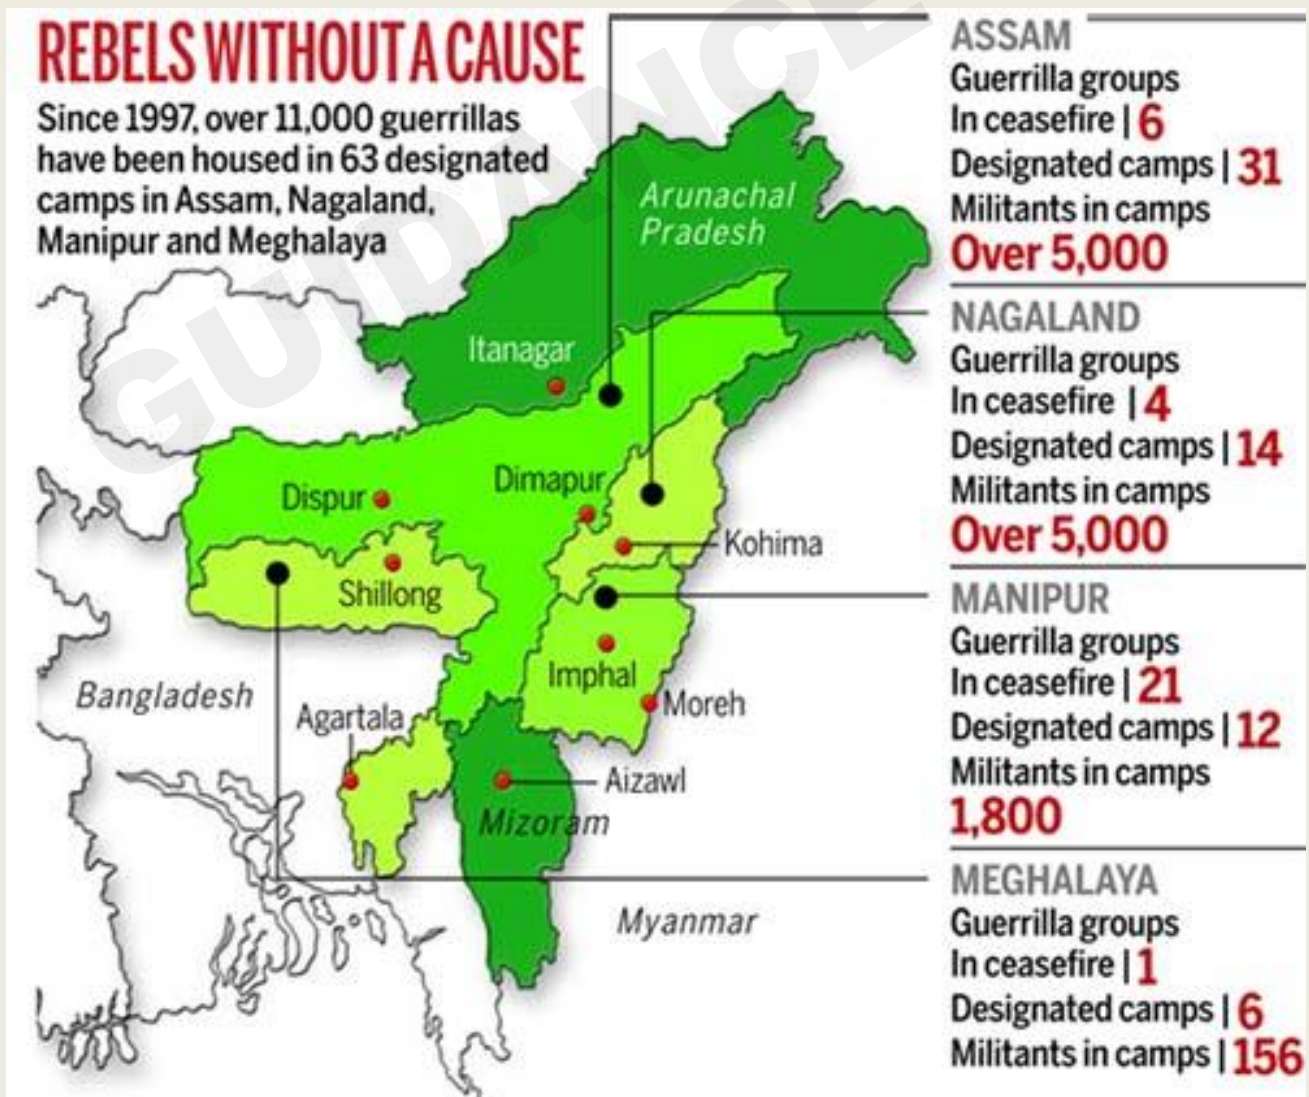 REBELS WITHOUT A CAUSE
Since 1997, over 11,000 guerrillas
have been housed in 63 designated
camps in Assam, Nagaland,
Manipur and Meghalaya
GUIDANCE
Arunachal
Pradesh
Itanagar
Dispur
Dimapur
Kohima
Shillong
Imphal
Moreh
Bangladesh
Agartala
Aizawl
Mizoram
Myanmar
ASSAM
Guerrilla groups
In ceasefire | 6
Designated camps | 31
Militants in camps
Over 5,000
NAGALAND
Guerrilla groups
In ceasefire | 4
Designated camps | 14
Militants in camps
Over 5,000
MANIPUR
Guerrilla groups
In ceasefire | 21
Designated camps | 12
Militants in camps
1,800
MEGHALAYA
Guerrilla groups
In ceasefire | 1
Designated camps | 6
Militants in camps | 156